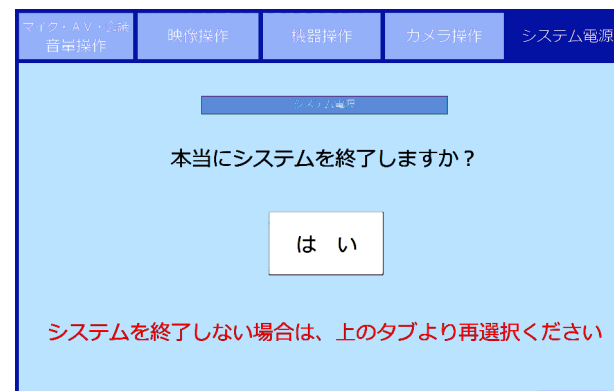 マイク・AV・会議
音量操作
映像操作
機器操作
カメラ操作
システム電源
システム電源
本当にシステムを終了しますか？
は い
システムを終了しない場合は、上のタブより再選択ください